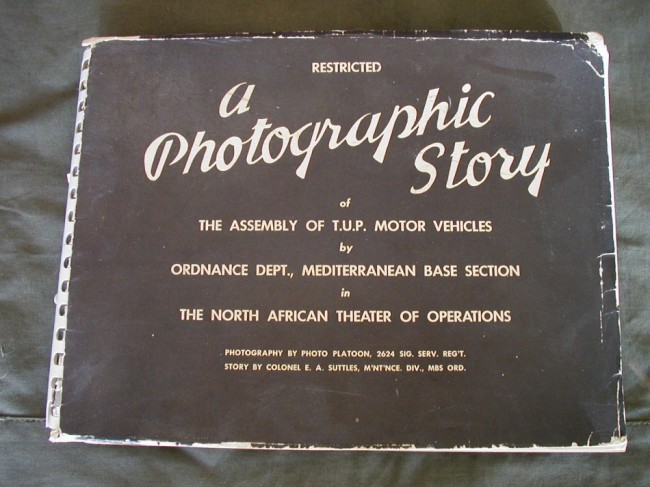 RESTRICTED
a
Photographic
Story
of
THE ASSEMBLY OF T.U.P. MOTOR VEHICLES
by
ORDNANCE DEPT., MEDITERRANEAN BASE SECTION
in
THE NORTH AFRICAN THEATER OF OPERATIONS
PHOTOGRAPHY BY PHOTO PLATOON, 2624 SIG. SERV. REG'T.
STORY BY COLONEL E. A. SUTTLES, M'NT'NCE. DIV., MBS ORD.